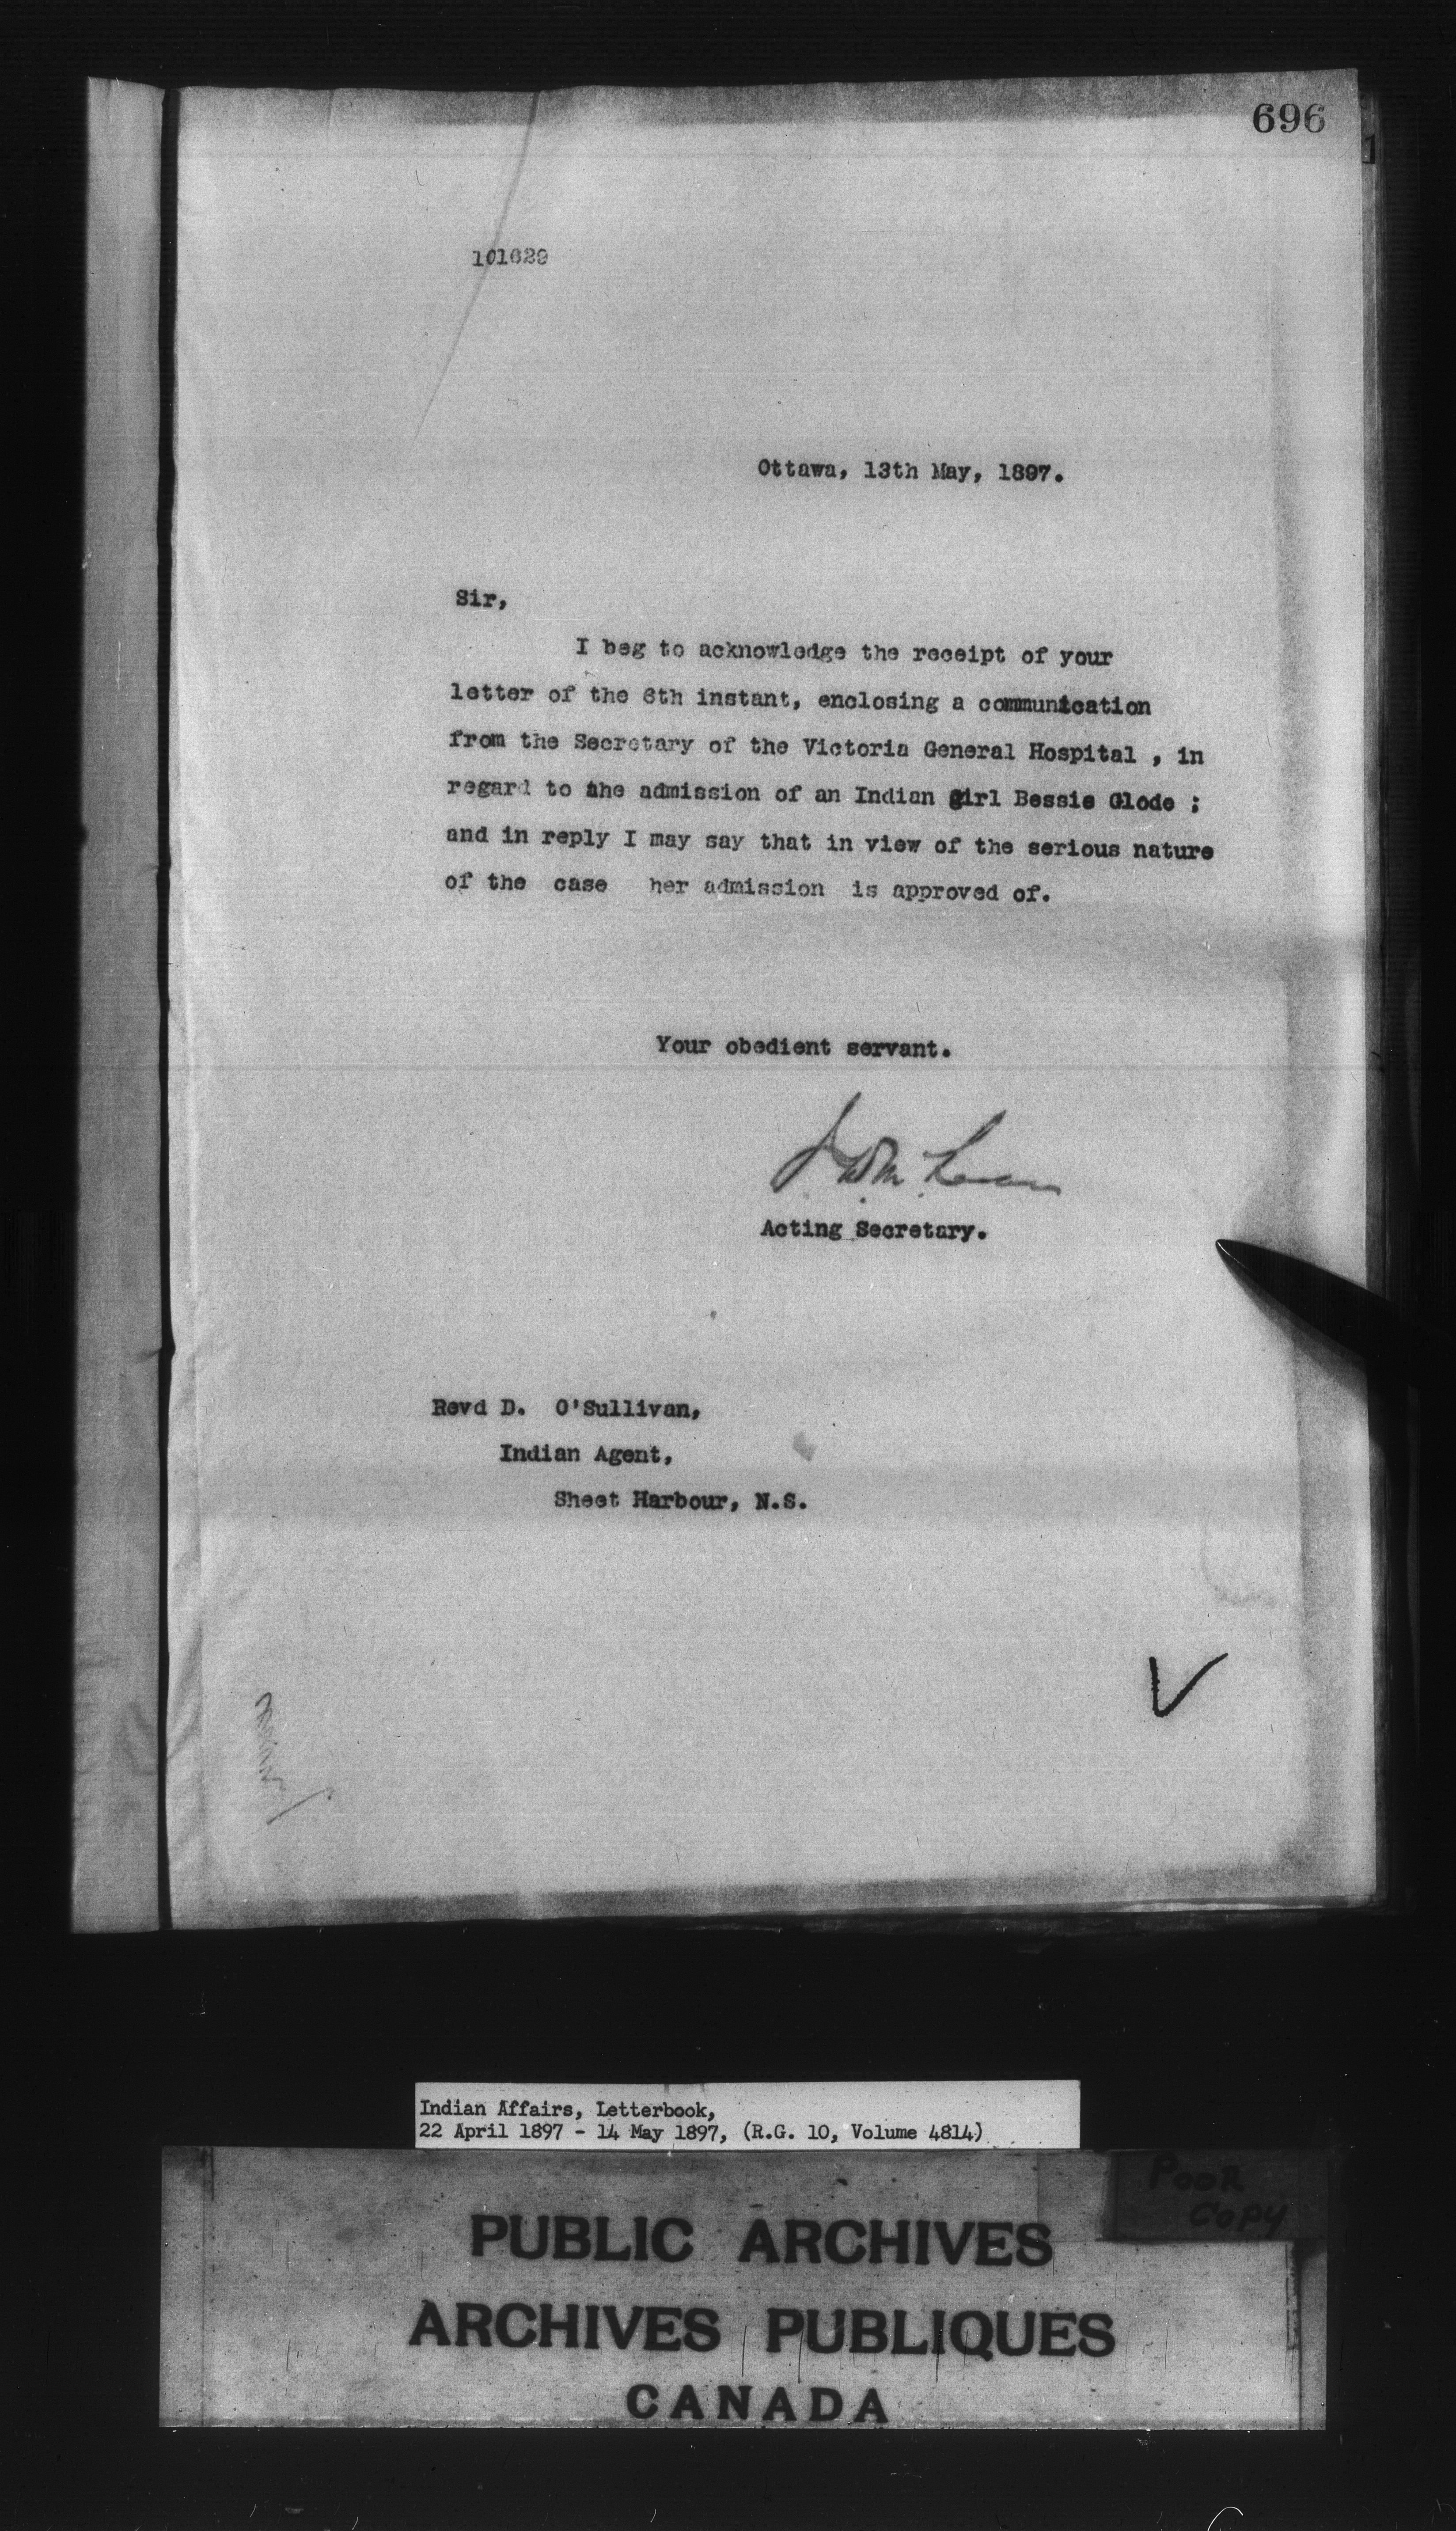 696
101629
Ottawa, 13th May, 1897.
Sir,
I beg to acknowledge the receipt of your
letter of the 6th instant, enclosing a communication
from the Secretary of the Victoria General Hospital , in
regard to the admission of an Indian girl Bessie Glode ;
and in reply I may say that in view of the serious nature
of the case her admission is approved of.
Your obedient servant.
J D McLean
Acting Secretary.
Revd D. O'Sullivan,
Indian Agent,
Sheet Harbour, N.S.
Indian Affairs, Letterbook,
22 April 1897 - 14 May 1897, (R.G. 10, Volume 4814)
POOR
COPY
PUBLIC ARCHIVES
ARCHIVES PUBLIQUES
CANADA